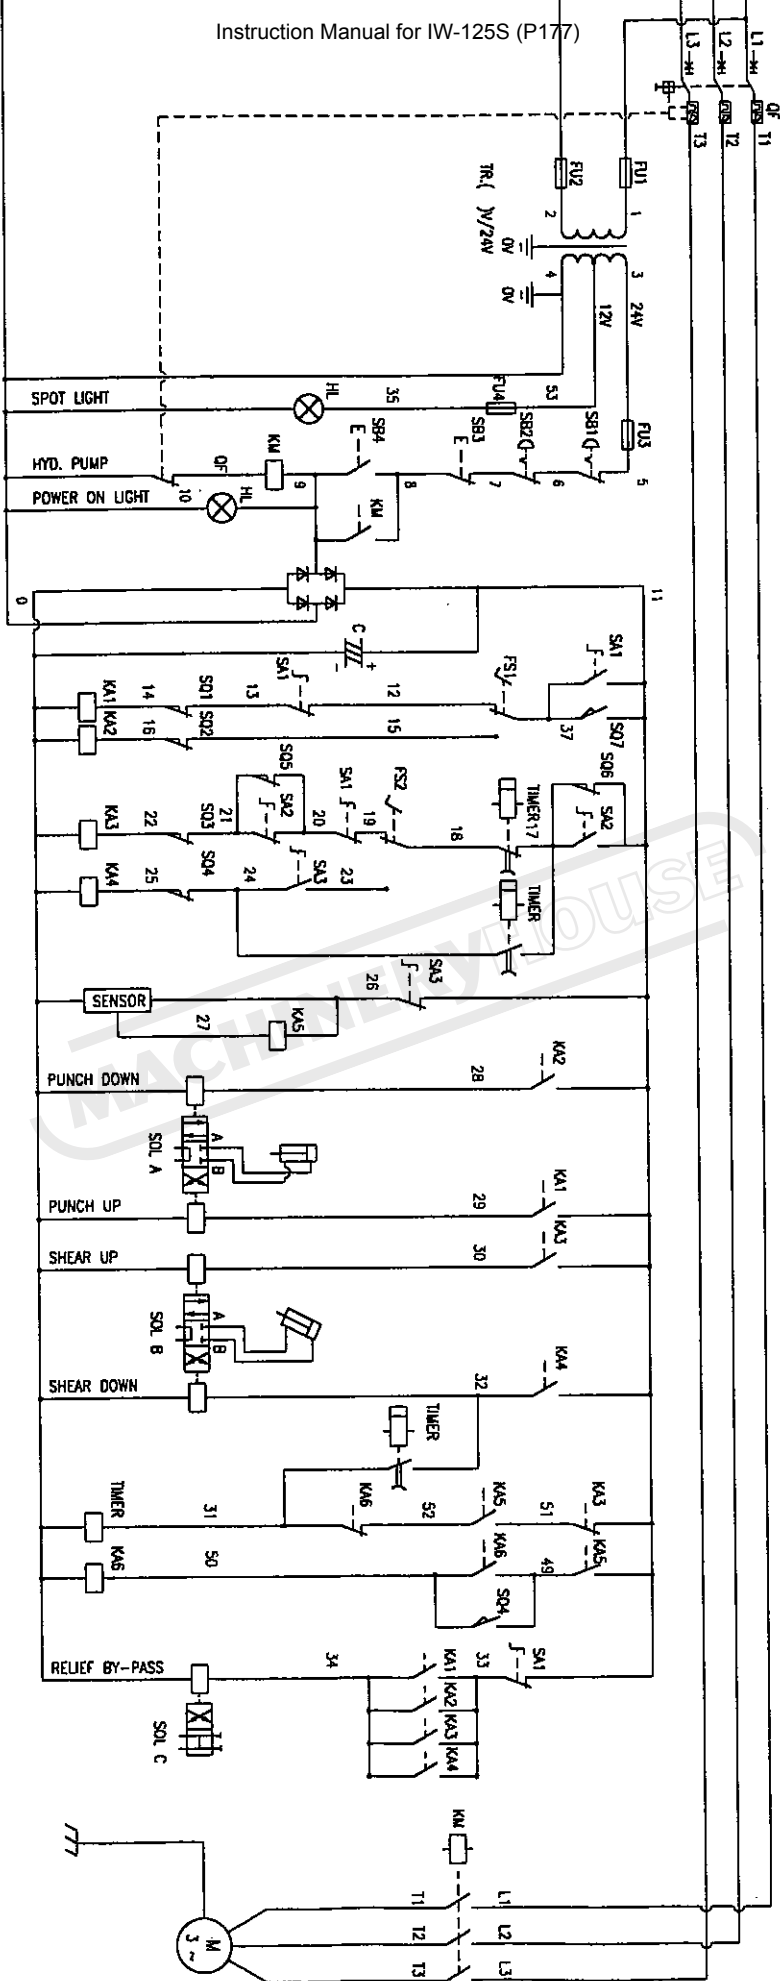 Instruction Manual for IW-125S (P177)
L3 L2 L1
QF
T3 T2 T1
FU2 FU1
TR.( )V/24V
2 1
0V
0V
4 3
12V 24V
SPOT LIGHT
HL
35
FU4
53
HYD. PUMP
10
QF
KM
9
SB4
8
SB3
7
SB2
6
SB1
5
FU3
POWER ON LIGHT
HL
KM
0
11
C
- +
KA1
14
SQ1
13
SA1
12
FS1
37
SA1
SQ7
KA2
16
SQ2
15
KA3
22
SQ3
21
SQ5
SA2
20
SA1
19
FS2
18
TIMER
17
SQ6
SA2
KA4
25
SQ4
24
SA3
23
TIMER
SENSOR
27
KA5
26
SA3
MACHINERYHOUSE
PUNCH DOWN
28
KA2
SOL A
A
B
PUNCH UP
29
KA1
SHEAR UP
30
KA3
SOL B
A
B
SHEAR DOWN
32
KA4
TIMER
TIMER
31
KA6
52
KA5
51
KA3
KA6
50
KA6
49
KA5
SQ4
RELIEF BY-PASS
34
KA1
33
SA1
KA2
KA3
KA4
SOL C
KM
T1 L1
T2 L2
T3 L3
M
3 ~